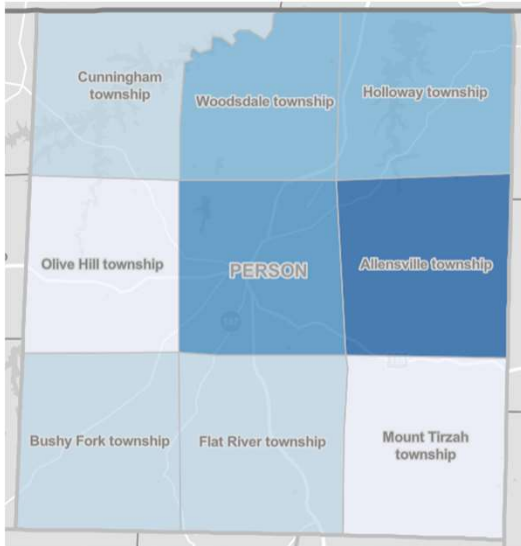 Cunningham
township
Woodsdale township
Holloway township
Olive Hill township
PERSON
Allensville township
Bushy Fork township
Flat River township
Mount Tirzah
township